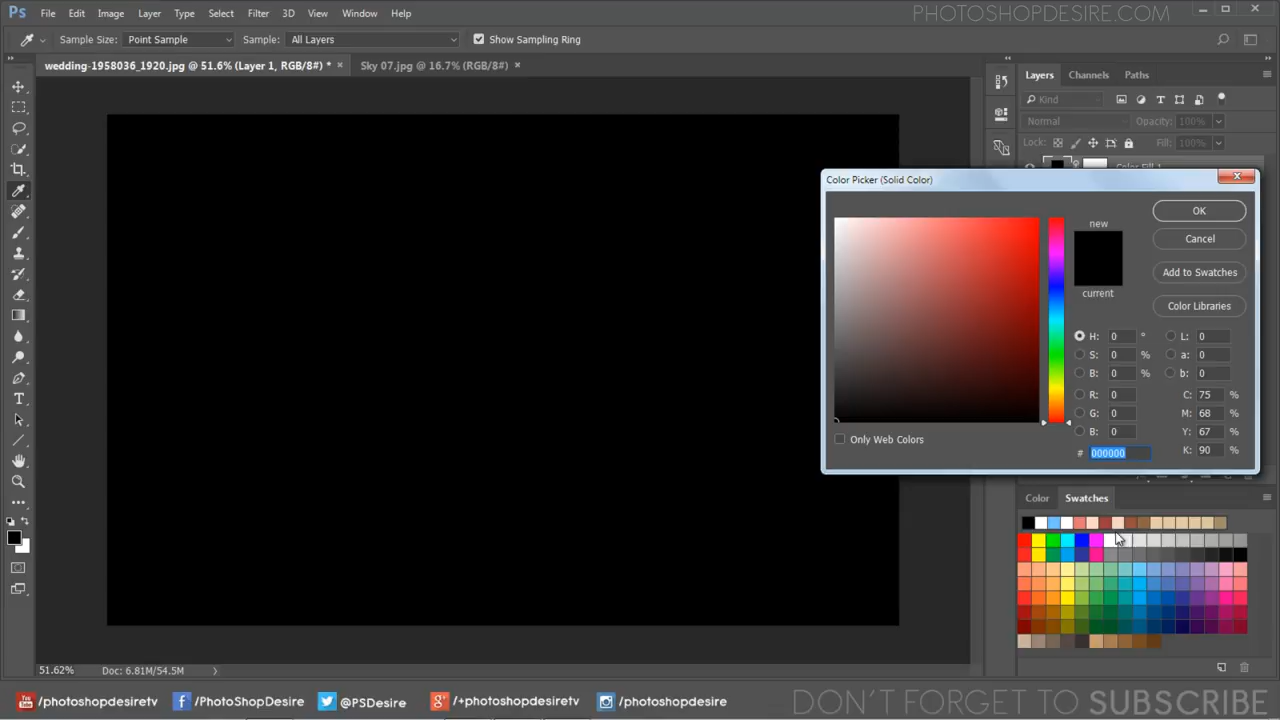 Ps File Edit Image Layer Type Select Filter 3D View Window Help PHOTOSHOPDESIRE.COM
Sample Size: Point Sample Sample: All Layers Show Sampling Ring
wedding-1958036_1920.jpg @ 51.6% (Layer 1, RGB/8#) * × Sky 07.jpg @ 16.7% (RGB/8#) ×
Layers Channels Paths
Kind
Normal Opacity: 100%
Lock: Fill: 100%
Color Picker (Solid Color)
new
OK
Cancel
Add to Swatches
current
Color Libraries
H: 0 ° L: 0
S: 0 % a: 0
B: 0 % b: 0
R: 0 C: 75 %
G: 0 M: 68 %
B: 0 Y: 67 %
# 000000 K: 90 %
Only Web Colors
Color Swatches
51.62% Doc: 6.81M/54.5M
You Tube /photoshopdesiretv /PhotoShopDesire @PSDesire g+ /+photoshopdesiretv /photoshopdesiretv DON'T FORGET TO SUBSCRIBE